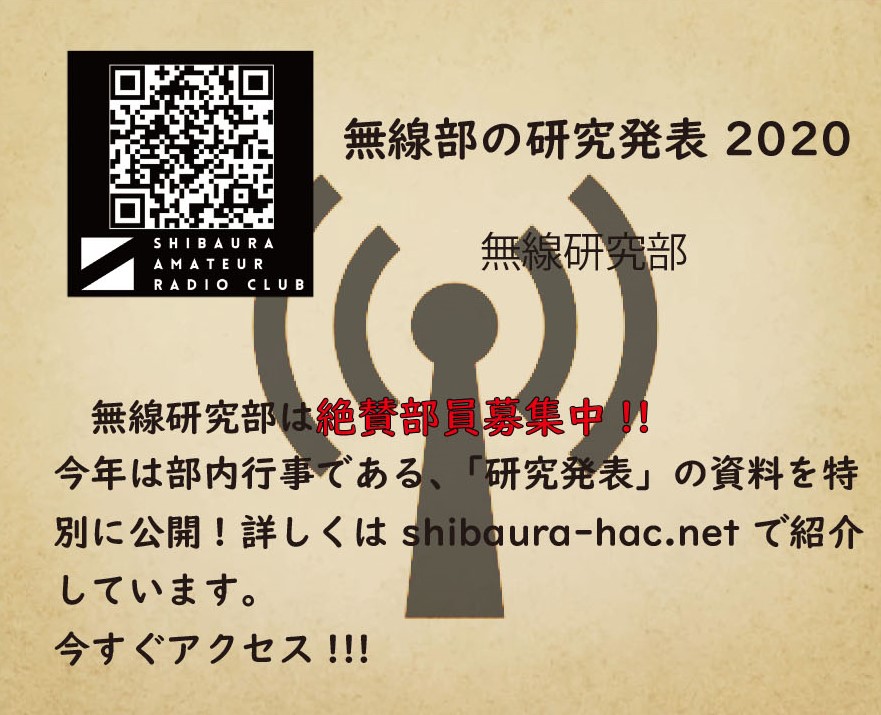 SHIBAURA
AMATEUR
RADIO CLUB
無線部の研究発表 2020
無線研究部
無線研究部は絶賛部員募集中 !!
今年は部内行事である、「研究発表」の資料を特
別に公開！詳しくは shibaura-hac.net で紹介
しています。
今すぐアクセス !!!